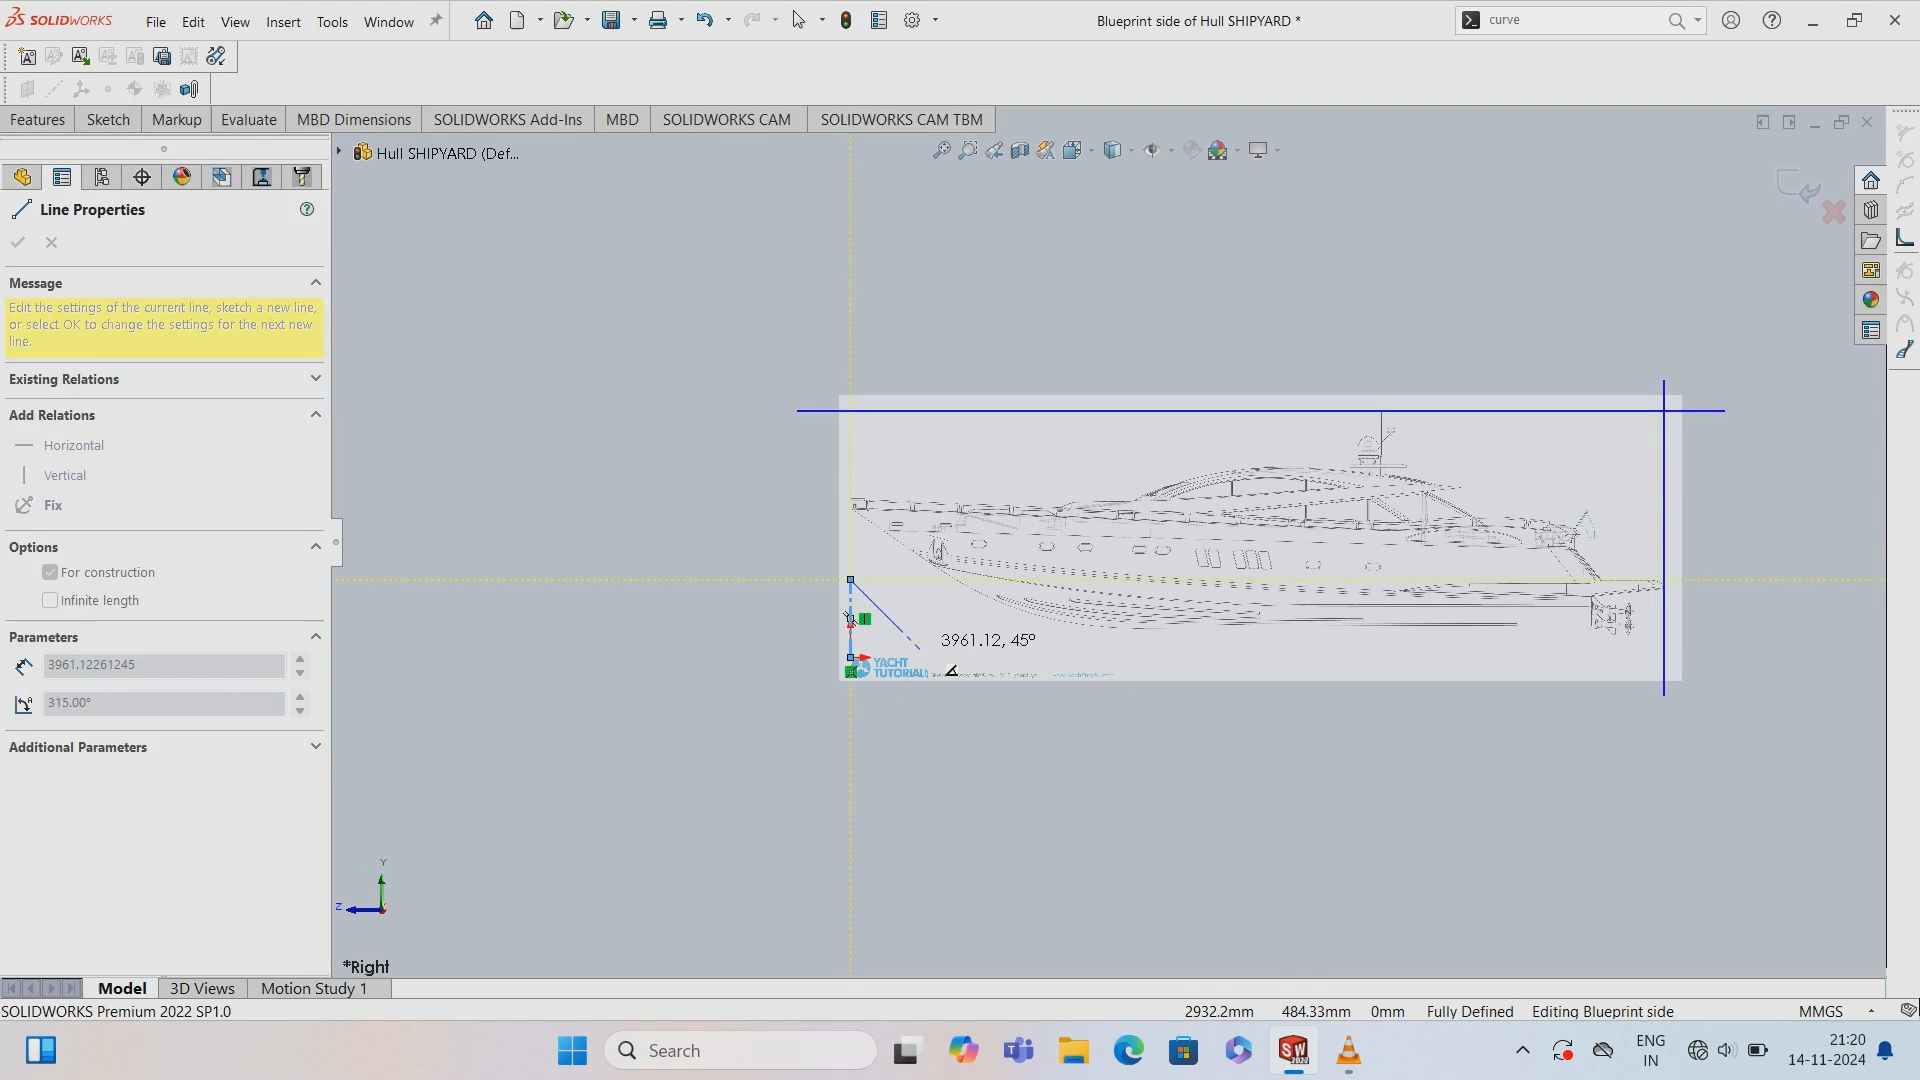 SOLIDWORKS
File Edit View Insert Tools Window
Blueprint side of Hull SHIPYARD *
curve
Features Sketch Markup Evaluate MBD Dimensions SOLIDWORKS Add-Ins MBD SOLIDWORKS CAM SOLIDWORKS CAM TBM
Hull SHIPYARD (Def...
Line Properties
Message
Edit the settings of the current line, sketch a new line,
or select OK to change the settings for the next new
line.
Existing Relations
Add Relations
Horizontal
Vertical
Fix
Options
For construction
Infinite length
Parameters
3961.12261245
315.00°
Additional Parameters
3961.12, 45°
YACHT
TUTORIALS
Y
Z
*Right
Model 3D Views Motion Study 1
SOLIDWORKS Premium 2022 SP1.0
2932.2mm 484.33mm 0mm Fully Defined Editing Blueprint side MMGS
Search
ENG
IN
21:20
14-11-2024